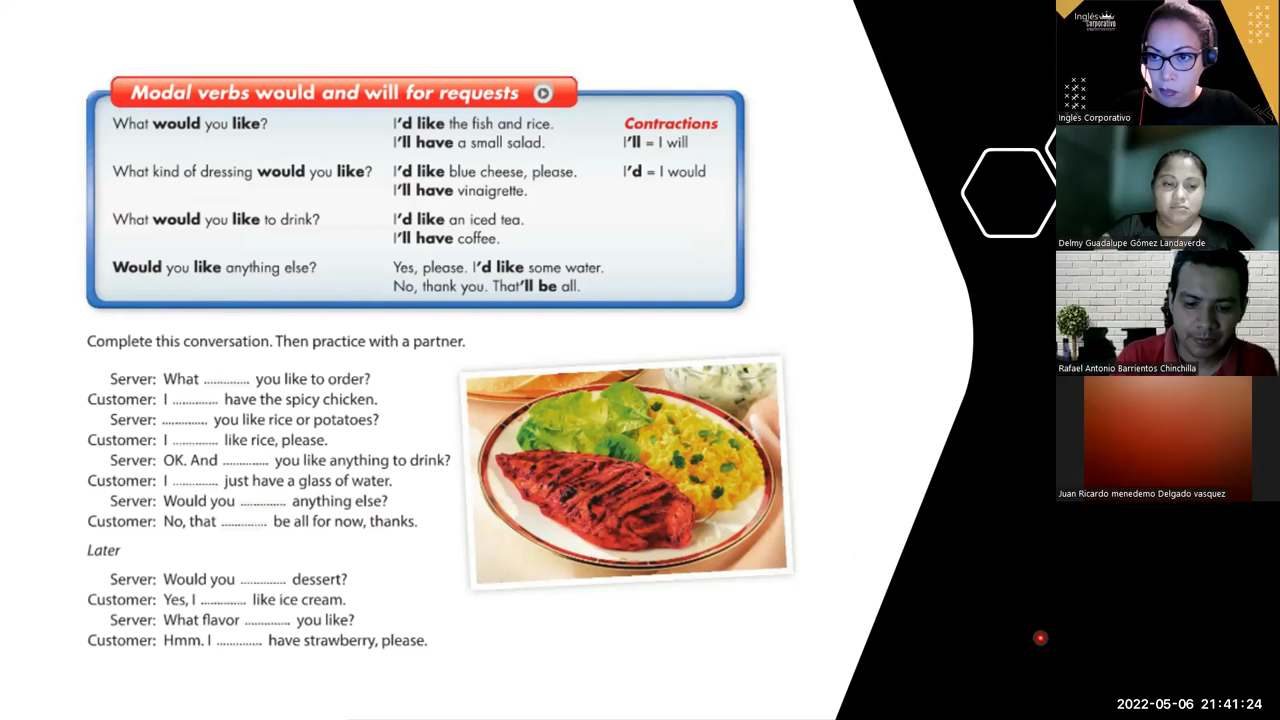 Modal verbs would and will for requests
What would you like? I'd like the fish and rice. Contractions
I'll have a small salad. I'll = I will
What kind of dressing would you like? I'd like blue cheese, please. I'd = I would
I'll have vinaigrette.
What would you like to drink? I'd like an iced tea.
I'll have coffee.
Would you like anything else? Yes, please. I'd like some water.
No, thank you. That'll be all.
Complete this conversation. Then practice with a partner.
Server: What ............ you like to order?
Customer: I ............ have the spicy chicken.
Server: ............ you like rice or potatoes?
Customer: I ............ like rice, please.
Server: OK. And ............ you like anything to drink?
Customer: I ............ just have a glass of water.
Server: Would you ............ anything else?
Customer: No, that ............ be all for now, thanks.
Later
Server: Would you ............ dessert?
Customer: Yes, I ............ like ice cream.
Server: What flavor ............ you like?
Customer: Hmm. I ............ have strawberry, please.
Inglés
Corporativo
Inglés Corporativo
Delmy Guadalupe Gómez Landaverde
Rafael Antonio Barrientos Chinchilla
Juan Ricardo menedemo Delgado vasquez
2022-05-06 21:41:24